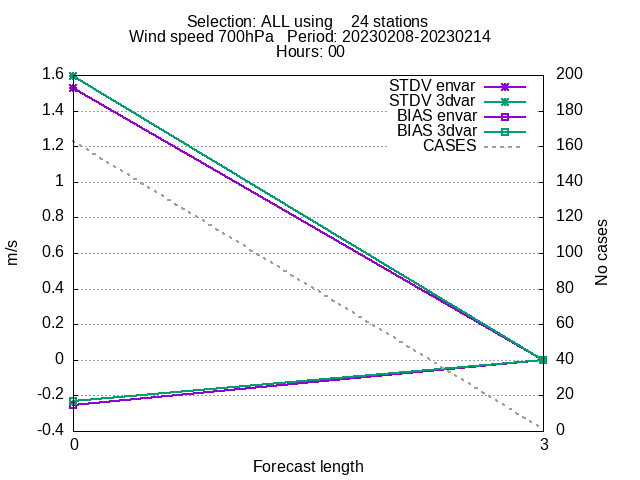 Selection: ALL using    24 stations
Wind speed 700hPa   Period: 20230208-20230214
Hours: 00
STDV envar
STDV 3dvar
BIAS envar
BIAS 3dvar
CASES
1.6
1.4
1.2
1
0.8
0.6
0.4
0.2
0
-0.2
-0.4
m/s
200
180
160
140
120
100
80
60
40
20
0
No cases
0
3
Forecast length